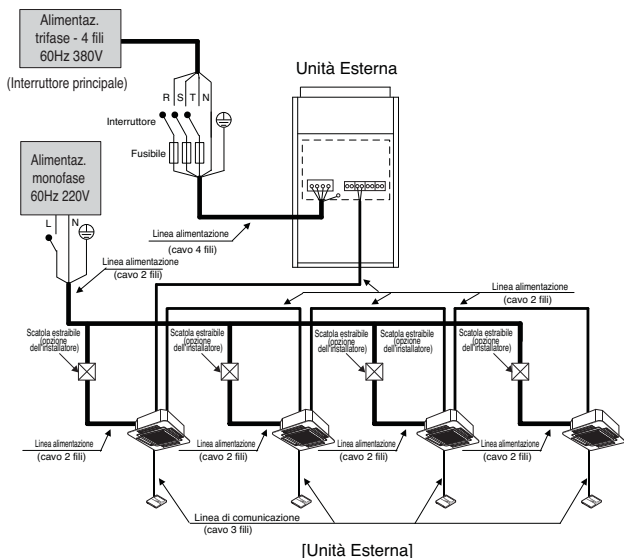 Alimentaz.
trifase - 4 fili
60Hz 380V
(Interruttore principale)
Unità Esterna
R S T N
Interruttore
Fusibile
Alimentaz.
monofase
60Hz 220V
L N
Linea alimentazione
(cavo 4 fili)
Linea alimentazione
(cavo 2 fili)
Linea alimentazione
(cavo 2 fili)
Scatola estraibile
(opzione
dell'installatore)
Scatola estraibile
(opzione
dell'installatore)
Scatola estraibile
(opzione
dell'installatore)
Scatola estraibile
(opzione
dell'installatore)
Scatola estraibile
(opzione
dell'installatore)
Linea alimentazione
(cavo 2 fili)
Linea alimentazione
(cavo 2 fili)
Linea alimentazione
(cavo 2 fili)
Linea alimentazione
(cavo 2 fili)
Linea di comunicazione
(cavo 3 fili)
[Unità Esterna]